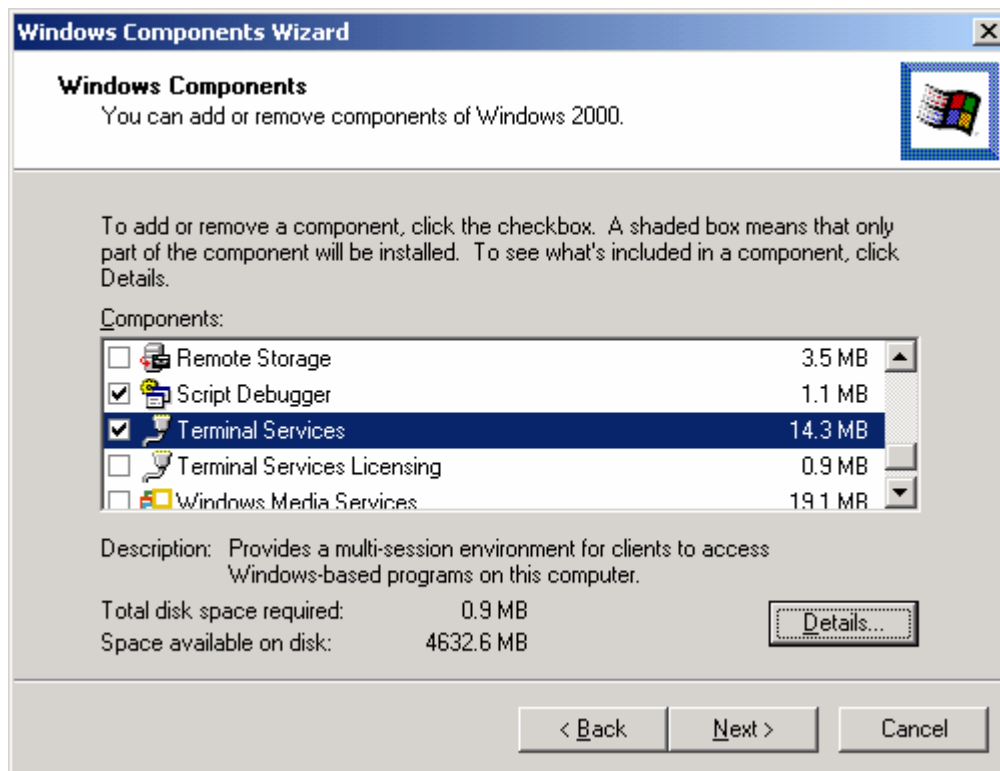 Windows Components Wizard
Windows Components
You can add or remove components of Windows 2000.
To add or remove a component, click the checkbox. A shaded box means that only
part of the component will be installed. To see what's included in a component, click
Details.
Components:
Remote Storage 3.5 MB
Script Debugger 1.1 MB
Terminal Services 14.3 MB
Terminal Services Licensing 0.9 MB
Windows Media Services 19.1 MB
Description: Provides a multi-session environment for clients to access
Windows-based programs on this computer.
Total disk space required: 0.9 MB
Space available on disk: 4632.6 MB
Details...
< Back Next > Cancel